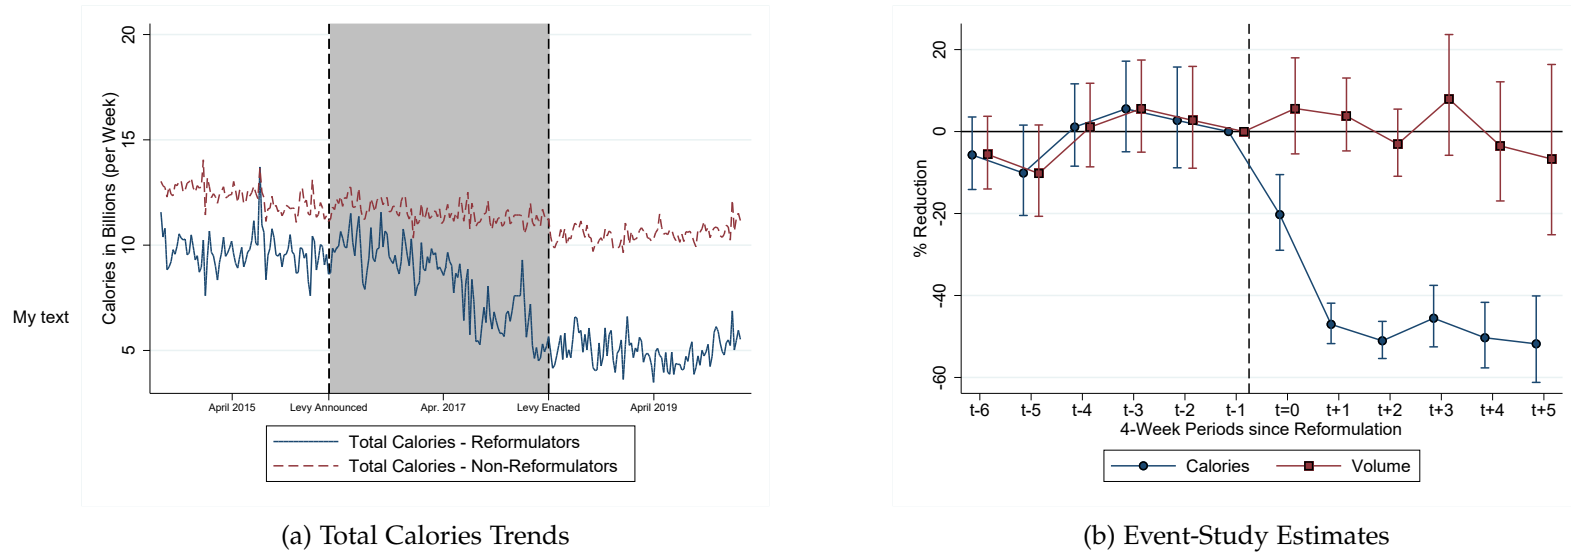 My text
Calories in Billions (per Week)
20
15
10
5
April 2015
Levy Announced
Apr. 2017
Levy Enacted
April 2019
Total Calories - Reformulators
Total Calories - Non-Reformulators
(a) Total Calories Trends
% Reduction
20
0
-20
-40
-60
t-6
t-5
t-4
t-3
t-2
t-1
t=0
t+1
t+2
t+3
t+4
t+5
4-Week Periods since Reformulation
Calories
Volume
(b) Event-Study Estimates